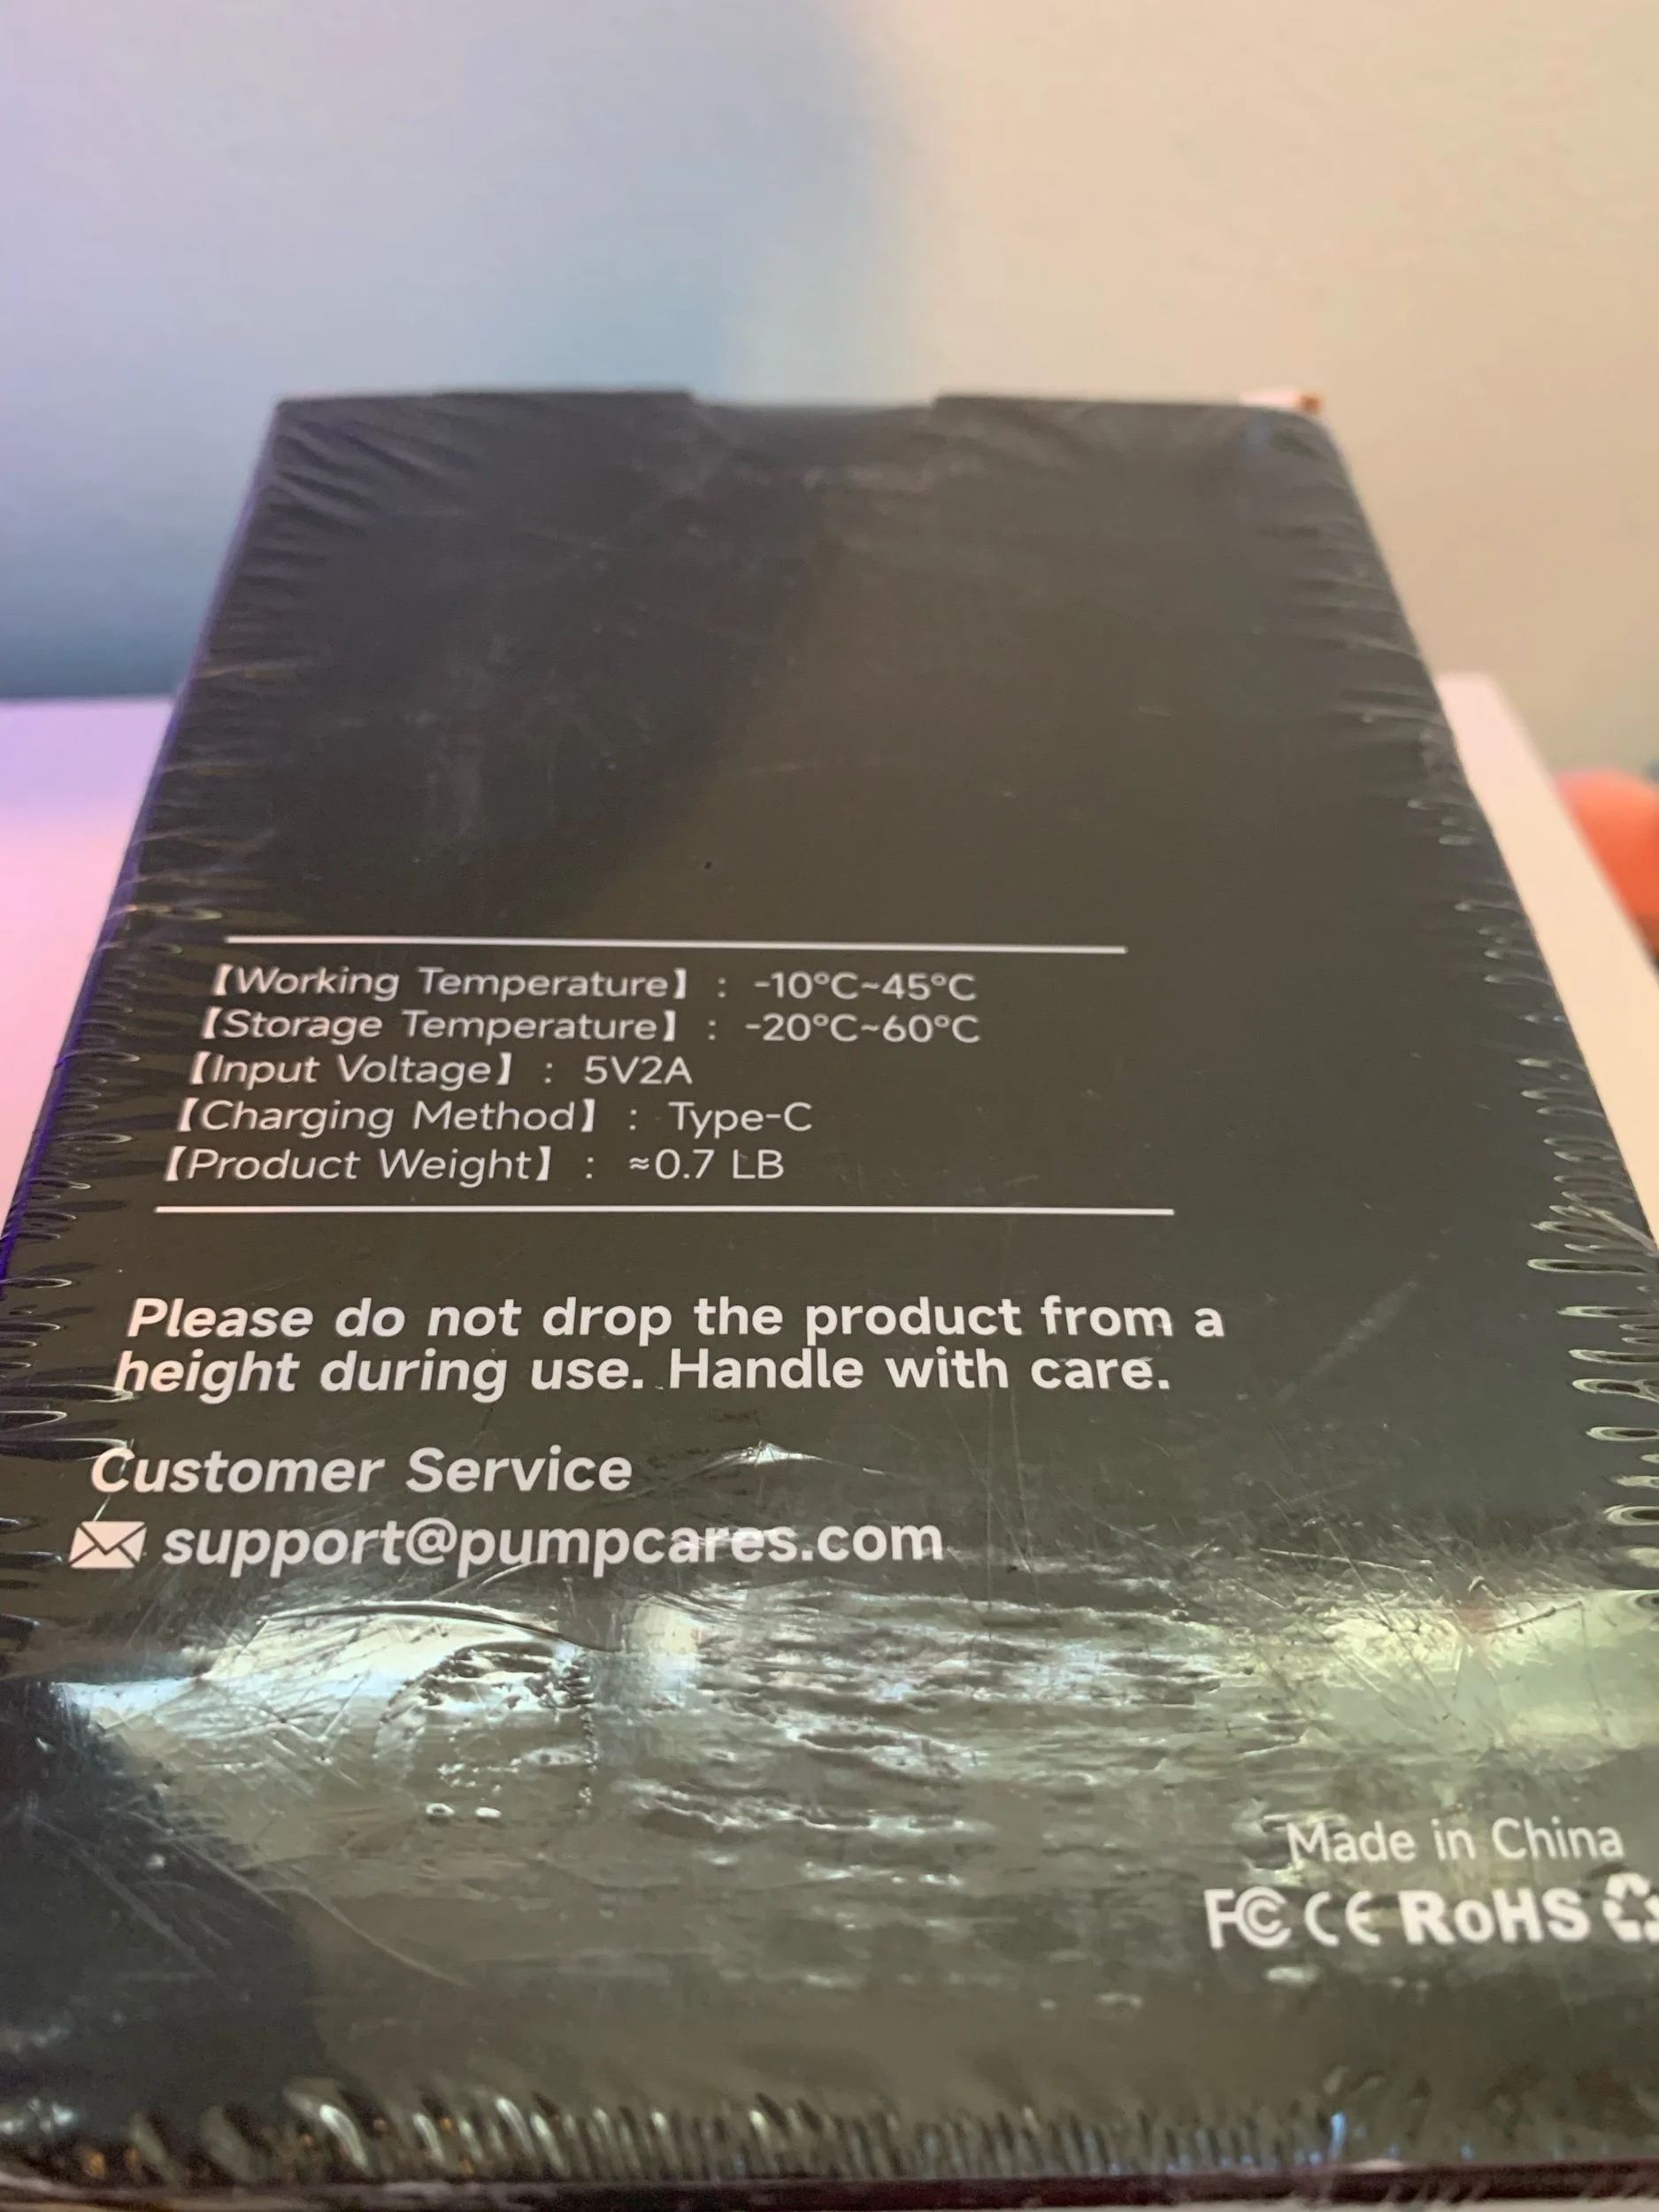 【Working Temperature】 : -10°C~45°C
【Storage Temperature】 : -20°C~60°C
【Input Voltage】 : 5V2A
【Charging Method】 : Type-C
【Product Weight】 : ≈0.7 LB
Please do not drop the product from a
height during use. Handle with care.
Customer Service
support@pumpcares.com
Made in China
FC CE RoHS